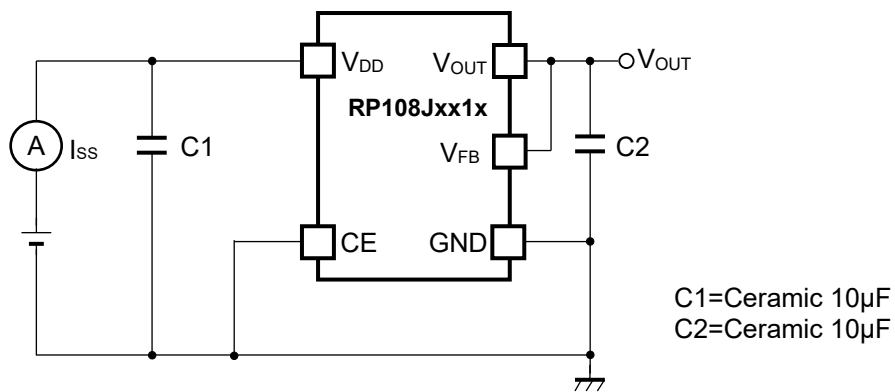 VDD
VOUT
VOUT
RP108Jxx1x
A
ISS
C1
VFB
C2
CE
GND
C1=Ceramic 10µF
C2=Ceramic 10µF